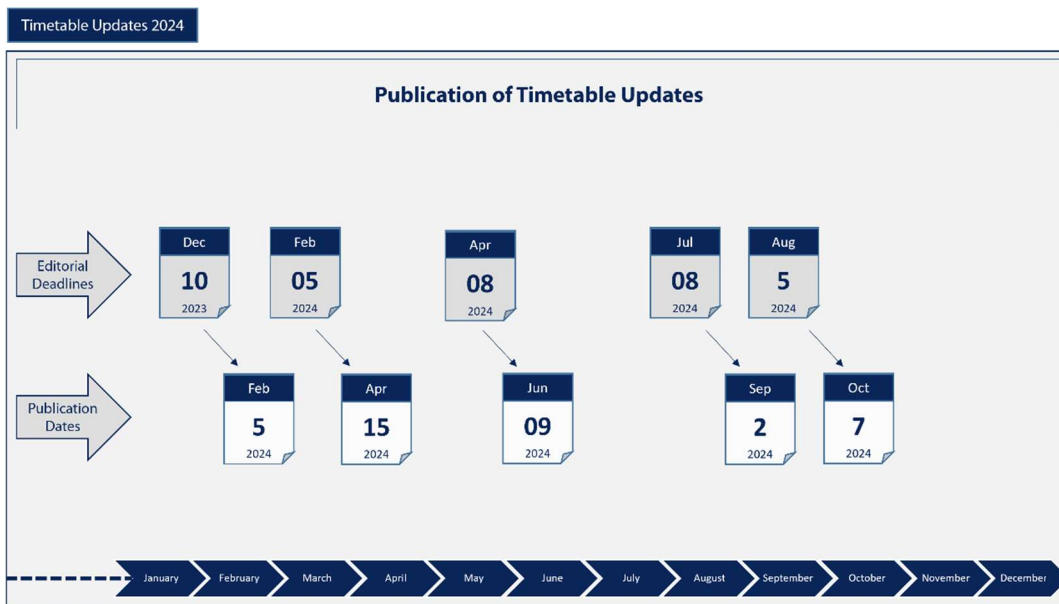 Timetable Updates 2024
Publication of Timetable Updates
Editorial
Deadlines
Dec
10
2023
Feb
05
2024
Apr
08
2024
Jul
08
2024
Aug
5
2024
Publication
Dates
Feb
5
2024
Apr
15
2024
Jun
09
2024
Sep
2
2024
Oct
7
2024
January
February
March
April
May
June
July
August
September
October
November
December